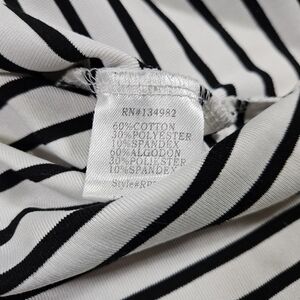 RN#134982
60%COTTON
30%POLYESTER
10%SPANDEX
60%ALGODON
30%POLIESTER
10%SPANDEX